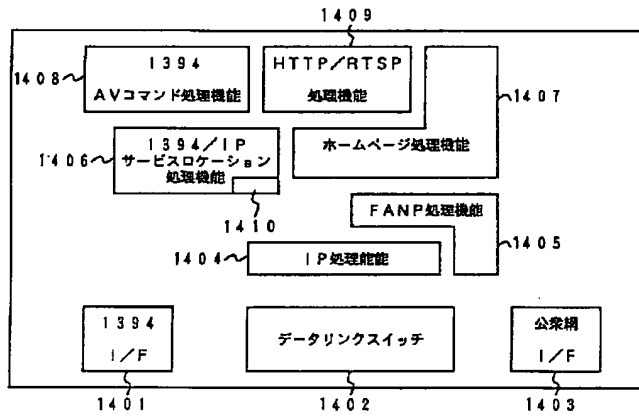 1409
1394
AVコマンド処理機能
HTTP/RTSP
処理機能
1408
1407
ホームページ処理機能
1394/IP
サービスロケーション
処理機能
1406
1410
FANP処理機能
1405
1404
IP処理能能
1394
I/F
データリンクスイッチ
公衆網
I/F
1401
1402
1403